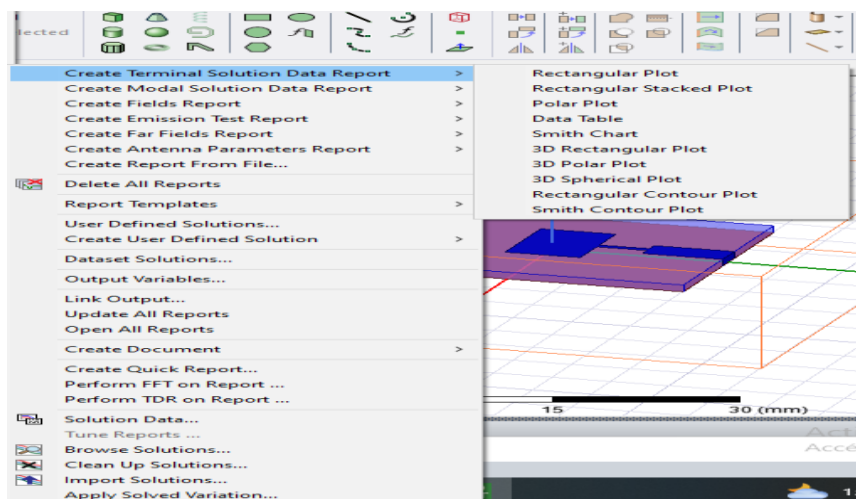 lected
Create Terminal Solution Data Report >
Create Modal Solution Data Report >
Create Fields Report >
Create Emission Test Report >
Create Far Fields Report >
Create Antenna Parameters Report >
Create Report From File...
Delete All Reports
Report Templates >
User Defined Solutions...
Create User Defined Solution >
Dataset Solutions...
Output Variables...
Link Output...
Update All Reports
Open All Reports
Create Document >
Create Quick Report...
Perform FFT on Report ...
Perform TDR on Report ...
Solution Data...
Tune Reports ...
Browse Solutions...
Clean Up Solutions...
Import Solutions...
Apply Solved Variation...
Rectangular Plot
Rectangular Stacked Plot
Polar Plot
Data Table
Smith Chart
3D Rectangular Plot
3D Polar Plot
3D Spherical Plot
Rectangular Contour Plot
Smith Contour Plot
15 30 (mm)
Acti
Accé
1